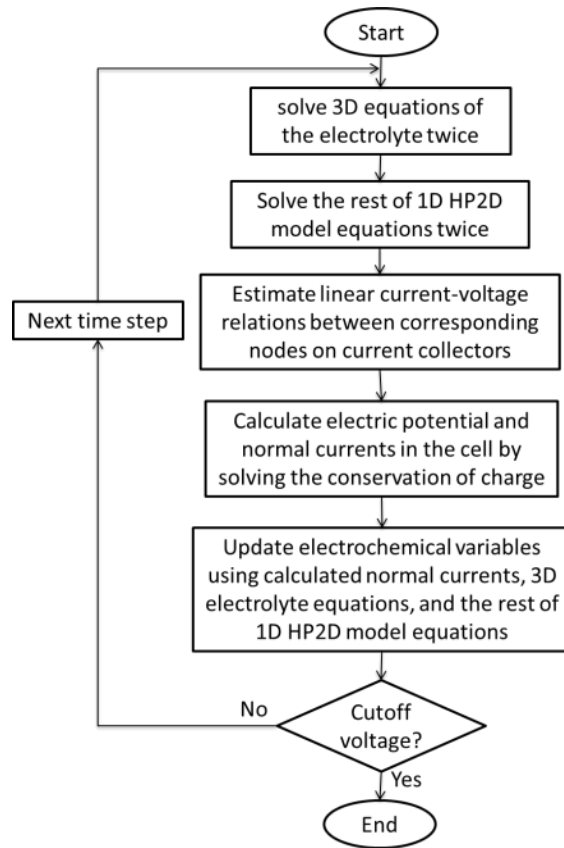 Start
solve 3D equations of
the electrolyte twice
Solve the rest of 1D HP2D
model equations twice
Estimate linear current-voltage
relations between corresponding
nodes on current collectors
Next time step
Calculate electric potential and
normal currents in the cell by
solving the conservation of charge
Update electrochemical variables
using calculated normal currents, 3D
electrolyte equations, and the rest of
1D HP2D model equations
No
Cutoff
voltage?
Yes
End